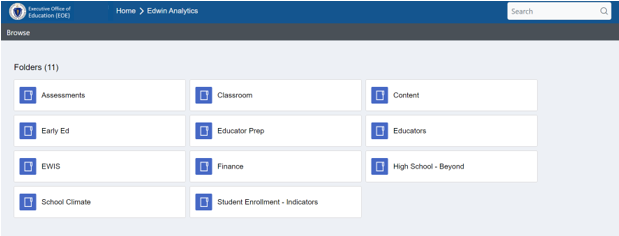 Executive Office of
Education (EOE)
Home > Edwin Analytics
Search
Browse
Folders (11)
Assessments
Classroom
Content
Early Ed
Educator Prep
Educators
EWIS
Finance
High School - Beyond
School Climate
Student Enrollment - Indicators